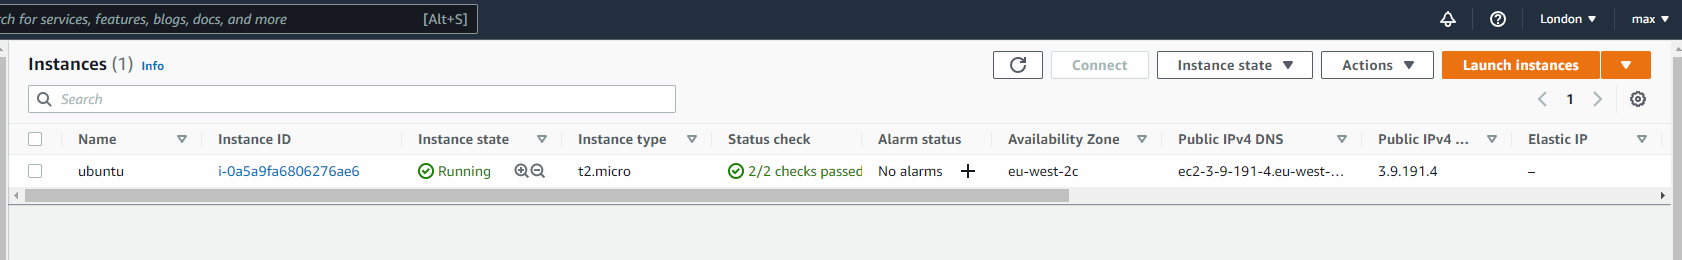 ch for services, features, blogs, docs, and more [Alt+S] London ▼ max ▼
Instances (1) Info Connect Instance state ▼ Actions ▼ Launch instances ▼
Search 1
Name Instance ID Instance state Instance type Status check Alarm status Availability Zone Public IPv4 DNS Public IPv4 ... Elastic IP
ubuntu i-0a5a9fa6806276ae6 Running t2.micro 2/2 checks passed No alarms + eu-west-2c ec2-3-9-191-4.eu-west-... 3.9.191.4 –